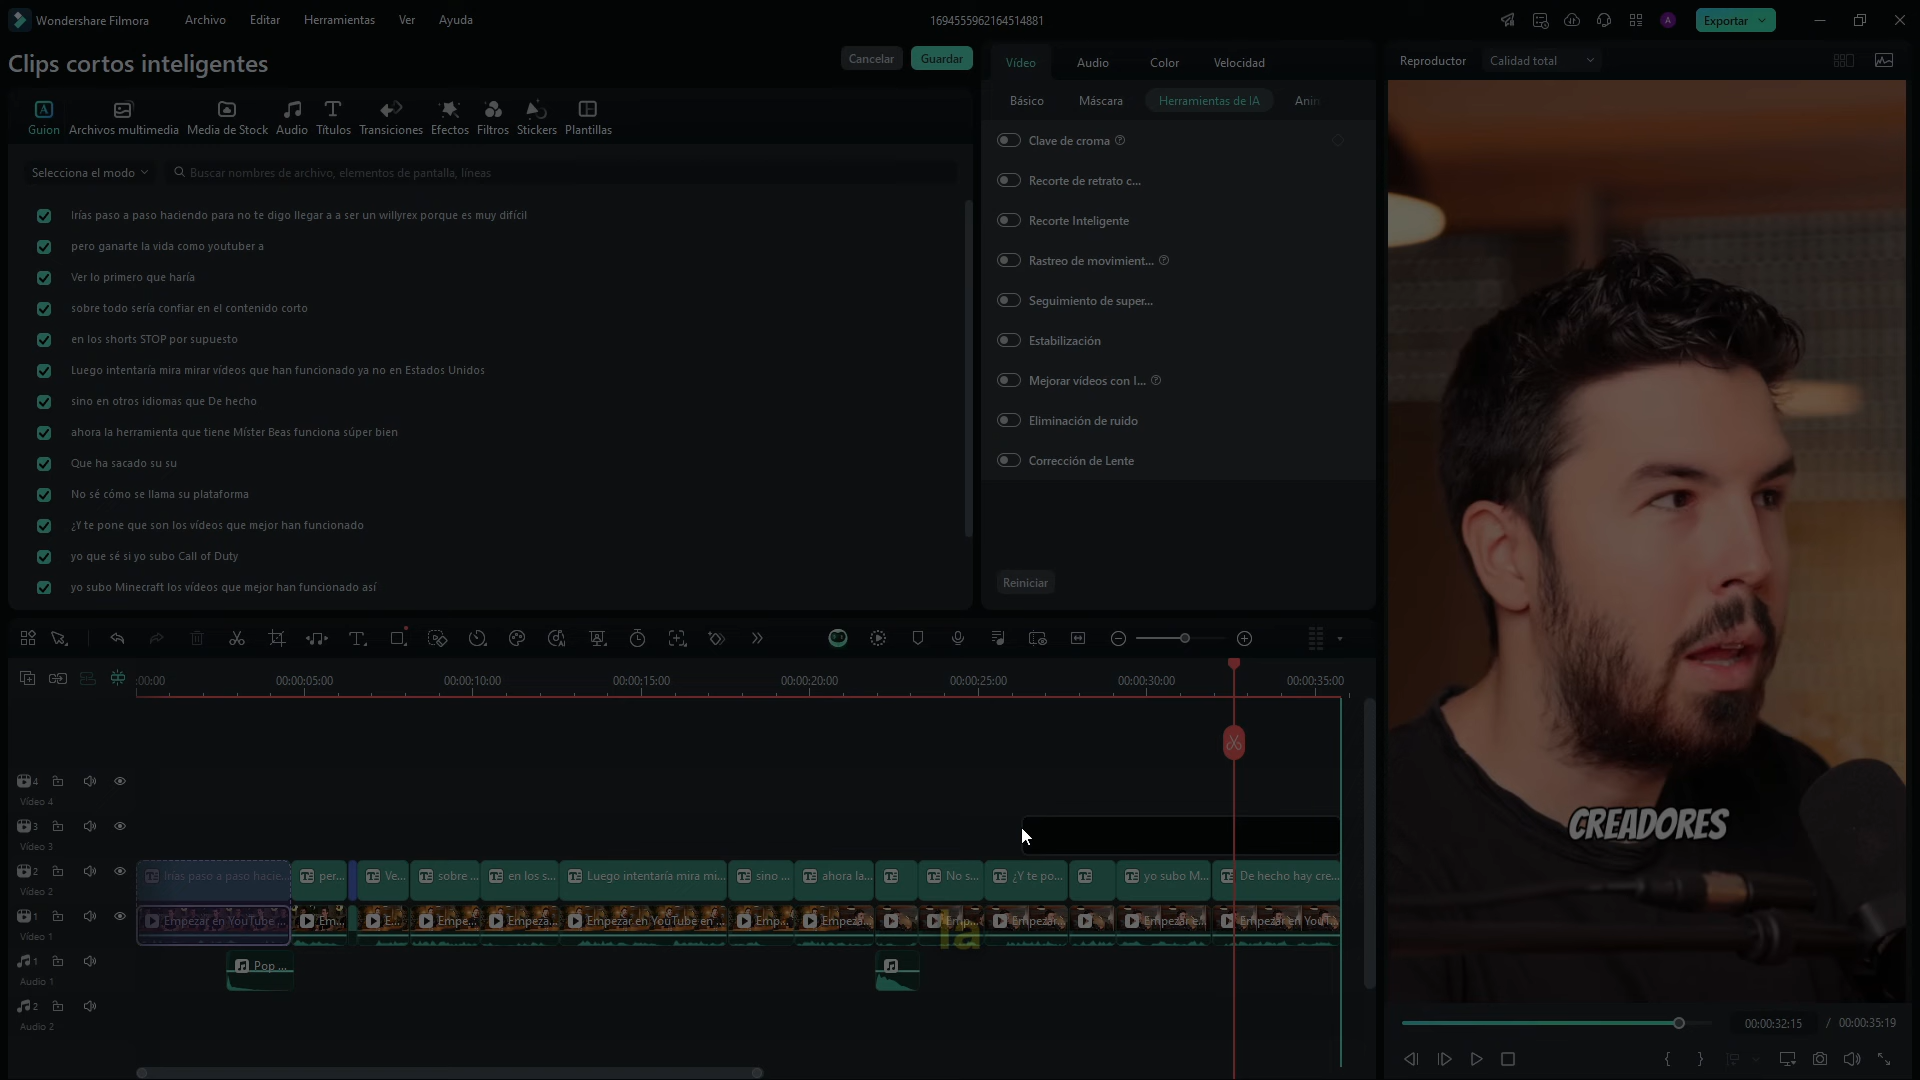 Wondershare Filmora
Archivo
Editar
Herramientas
Ver
Ayuda
1694555962164514881
A
Exportar
Clips cortos inteligentes
Cancelar
Guardar
Guion
Archivos multimedia
Media de Stock
Audio
Títulos
Transiciones
Efectos
Filtros
Stickers
Plantillas
Selecciona el modo
Buscar nombres de archivo, elementos de pantalla, líneas
Irías paso a paso haciendo para no te digo llegar a a ser un willyrex porque es muy difícil
pero ganarte la vida como youtuber a
Ver lo primero que haría
sobre todo sería confiar en el contenido corto
en los shorts STOP por supuesto
Luego intentaría mira mirar vídeos que han funcionado ya no en Estados Unidos
sino en otros idiomas que De hecho
ahora la herramienta que tiene Míster Beas funciona súper bien
Que ha sacado su su
No sé cómo se llama su plataforma
¿Y te pone que son los vídeos que mejor han funcionado
yo que sé si yo subo Call of Duty
yo subo Minecraft los vídeos que mejor han funcionado así
Vídeo
Audio
Color
Velocidad
Básico
Máscara
Herramientas de IA
Anim
Clave de croma
Recorte de retrato c...
Recorte Inteligente
Rastreo de movimient...
Seguimiento de super...
Estabilización
Mejorar vídeos con I...
Eliminación de ruido
Corrección de Lente
Reiniciar
Reproductor
Calidad total
CREADORES
00:00:32:15 / 00:00:35:19
:00:00
00:00:05:00
00:00:10:00
00:00:15:00
00:00:20:00
00:00:25:00
00:00:30:00
00:00:35:00
4
Vídeo 4
3
Vídeo 3
2
Vídeo 2
Irías paso a paso hacie...
per...
Ve...
sobre ...
en los s...
Luego intentaría mira mi...
sino ...
ahora la...
No s...
¿Y te po...
yo subo M...
De hecho hay cre...
1
Vídeo 1
Empezar en YouTube ...
Em...
E...
Empe...
Empeza...
Empezar en YouTube en ...
Emp...
Empeza...
Emp...
Empezar...
Empezar e...
Empezar en YouT...
la
1
Audio 1
Pop ...
2
Audio 2